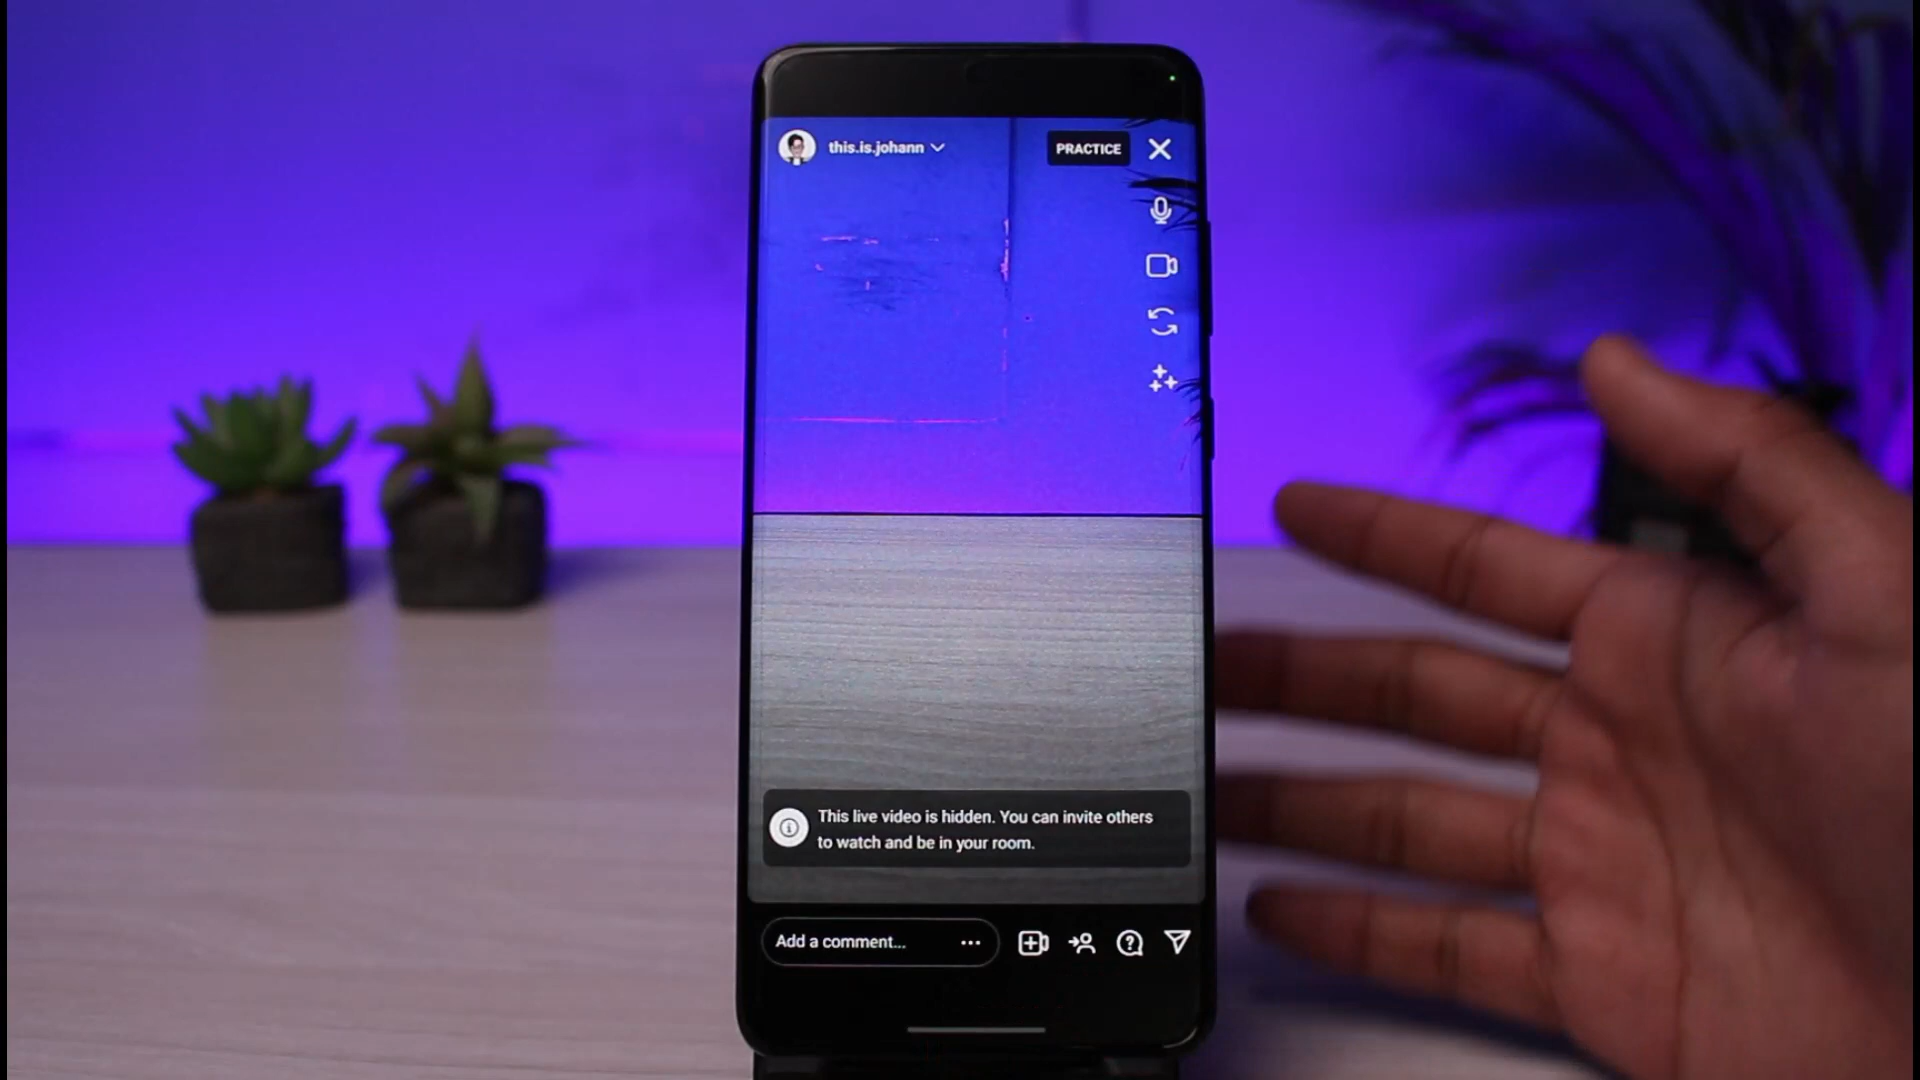 this.is.johann
PRACTICE
This live video is hidden. You can invite others
to watch and be in your room.
Add a comment...